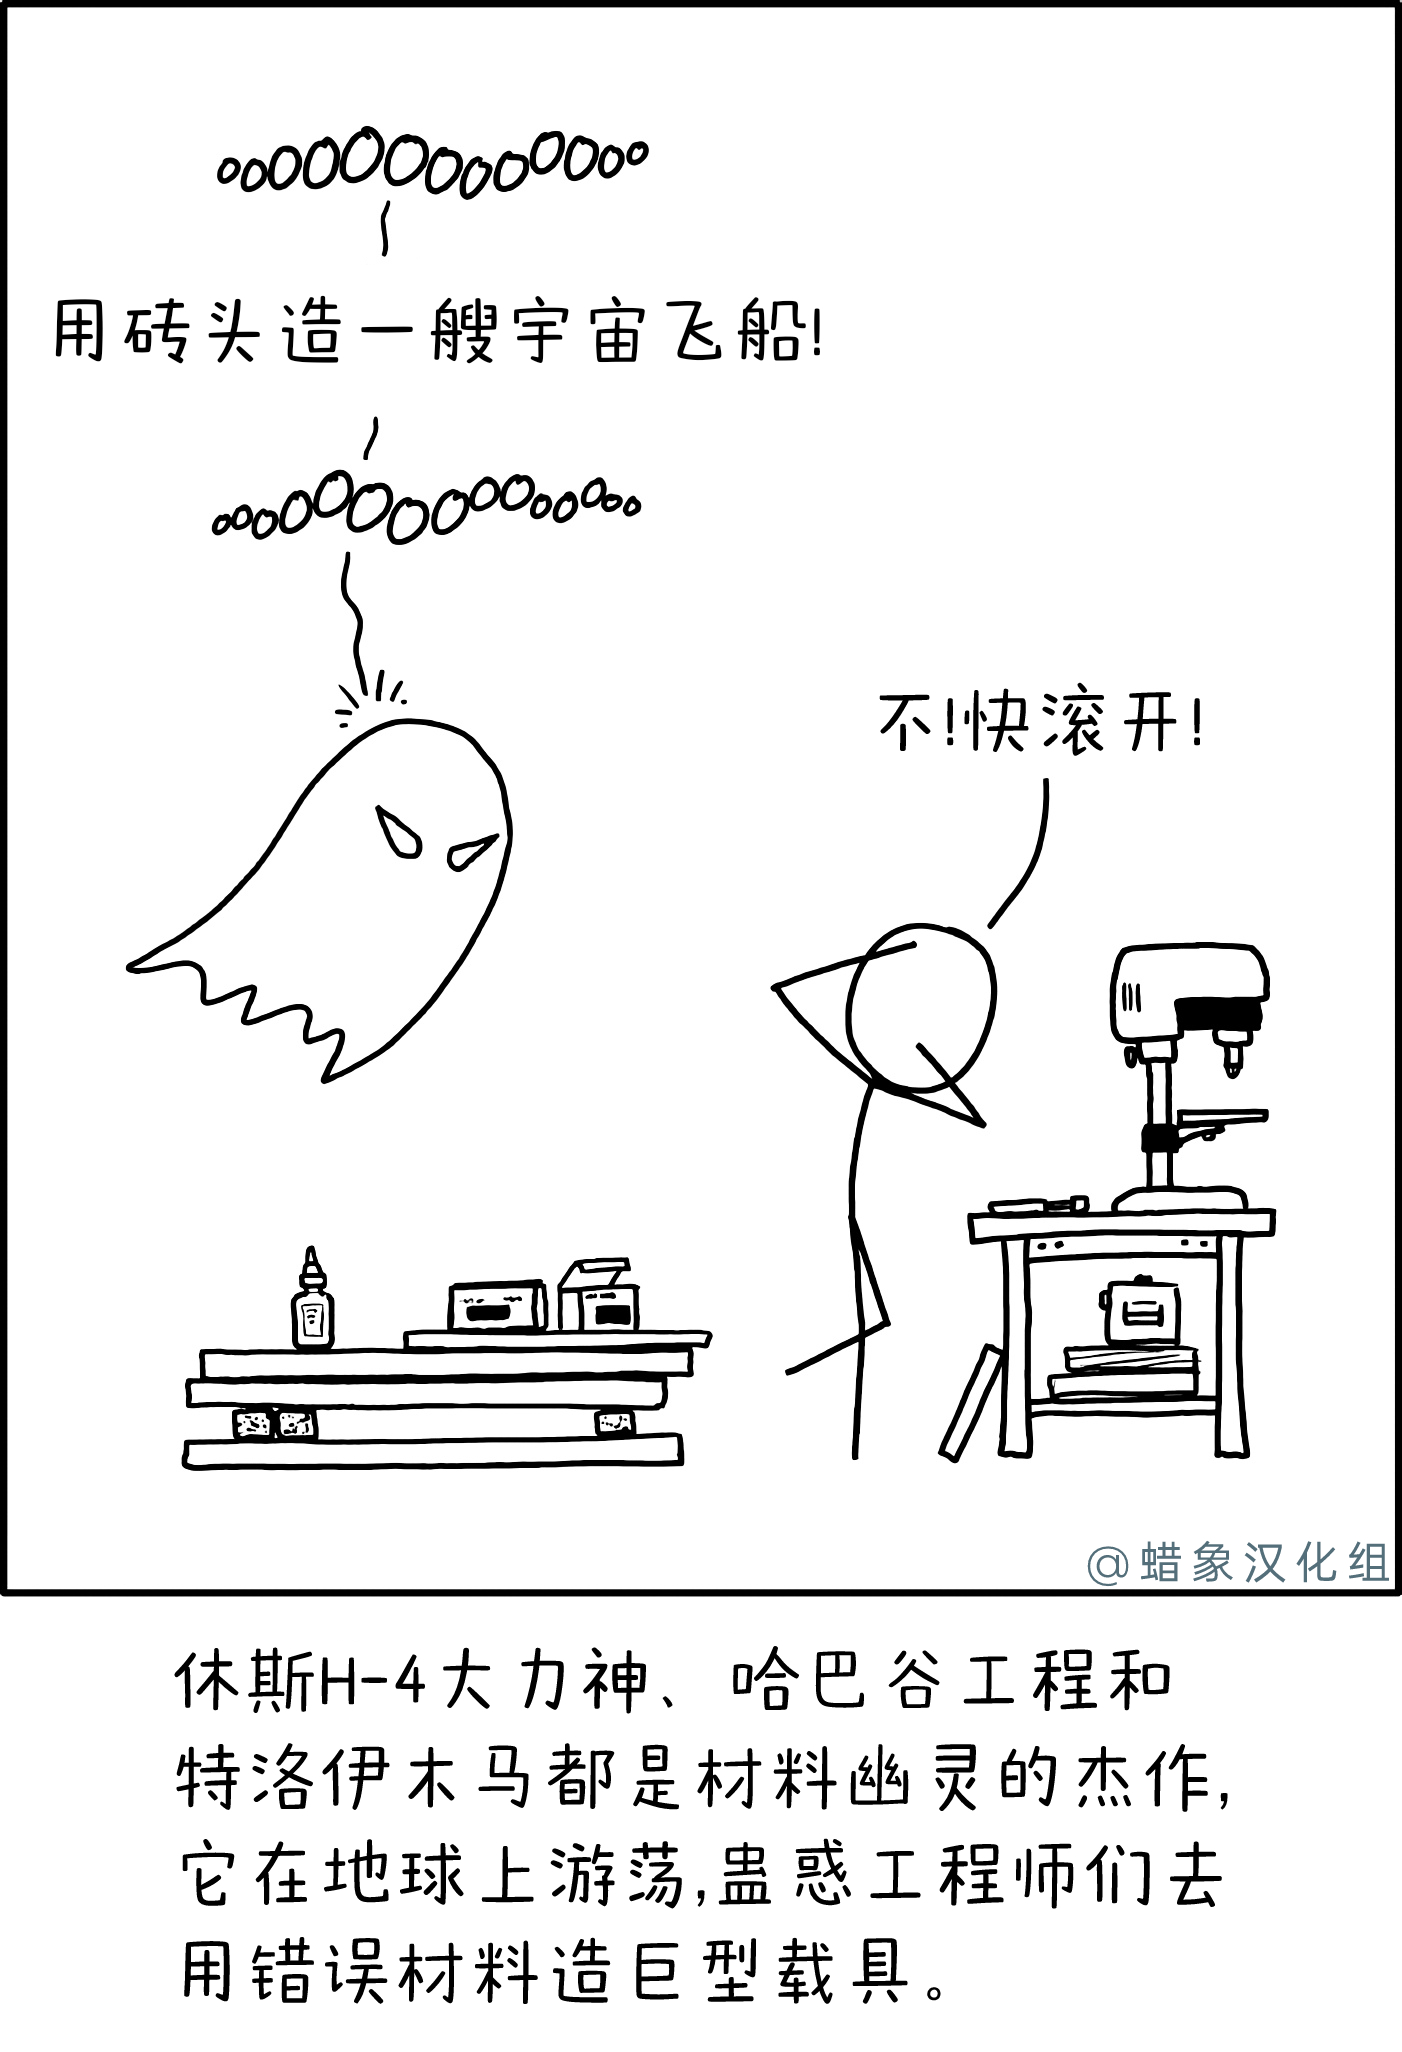 用砖头造一艘宇宙飞船!
不!快滚开!
@蜡象汉化组
休斯H-4大力神、哈巴谷工程和
特洛伊木马都是材料幽灵的杰作,
它在地球上游荡,蛊惑工程师们去
用错误材料造巨型载具。